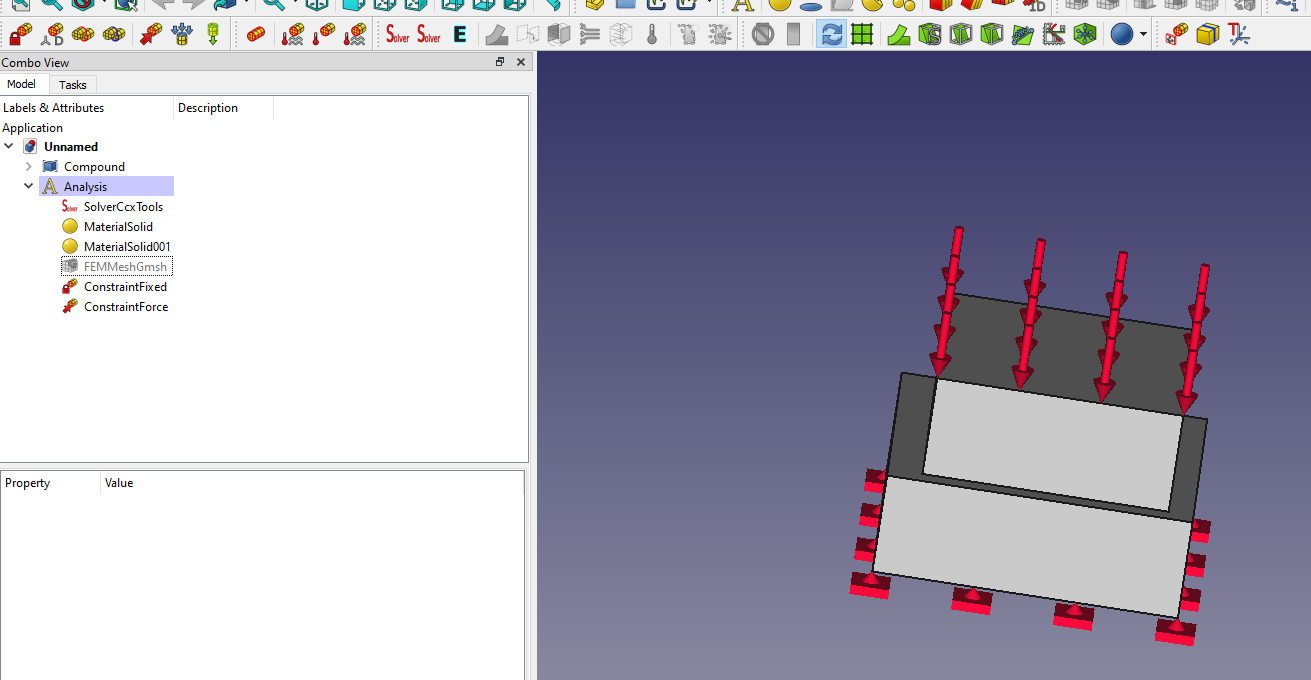 Solver Solver E
Combo View
Model Tasks
Labels & Attributes Description
Application
Unnamed
Compound
A Analysis
Solver SolverCcxTools
MaterialSolid
MaterialSolid001
FEMMeshGmsh
ConstraintFixed
ConstraintForce
Property Value